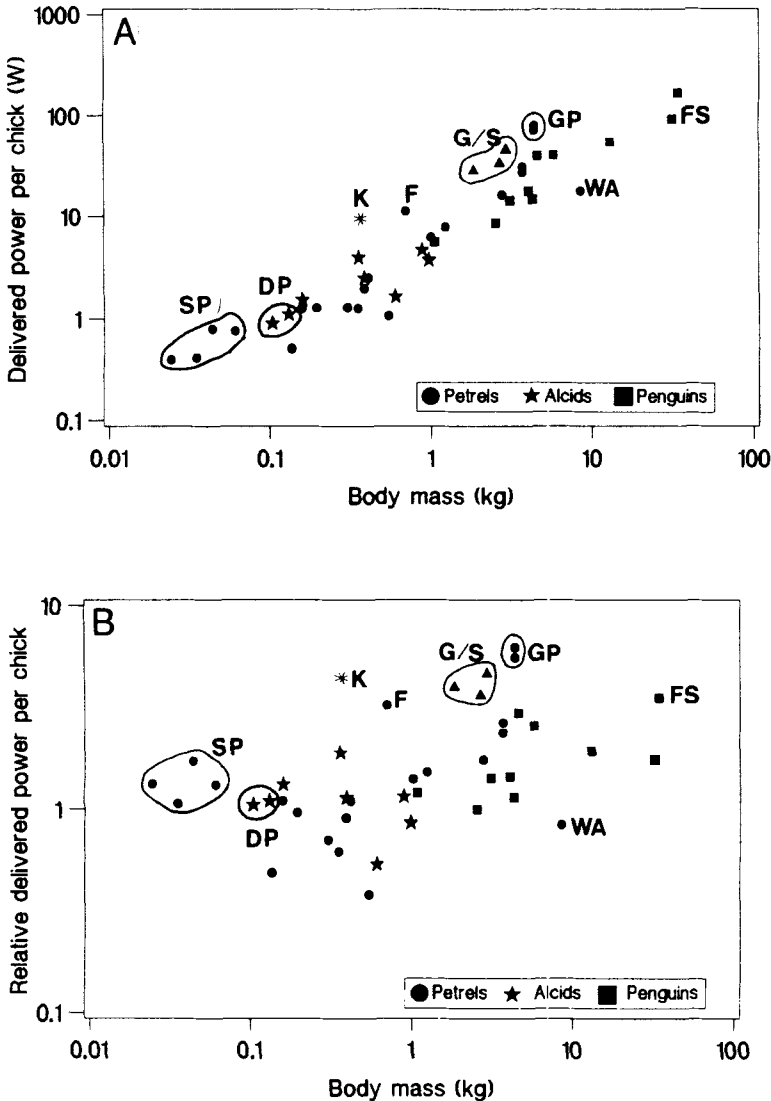 A
1000
100
10
1
0.1
Delivered power per chick (W)
GP
G/S
FS
WA
F
K
DP
SP
Petrels Alcids Penguins
0.01 0.1 1 10 100
Body mass (kg)
B
10
1
0.1
Relative delivered power per chick
G/S
GP
K
F
FS
SP
DP
WA
Petrels Alcids Penguins
0.01 0.1 1 10 100
Body mass (kg)